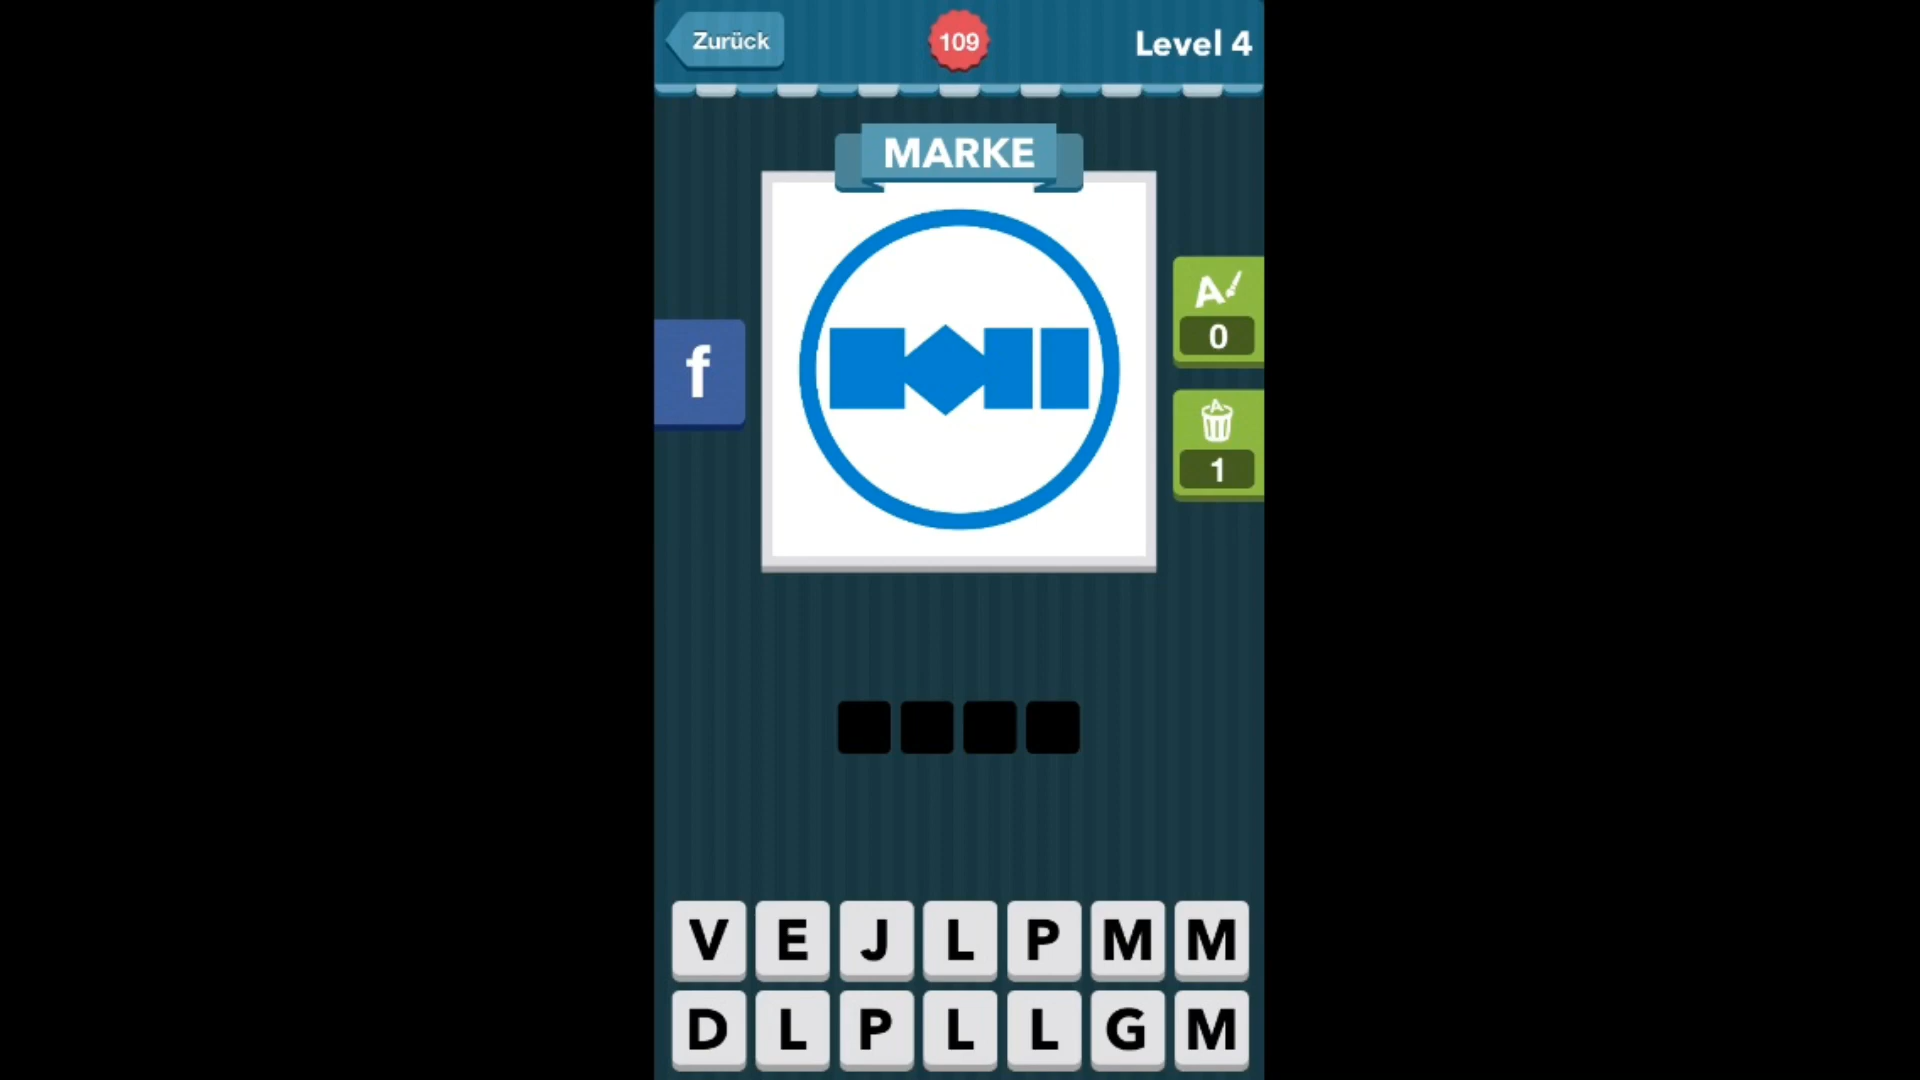 Zurück
109
Level 4
MARKE
f
A
0
A
1
V E J L P M M
D L P L L G M